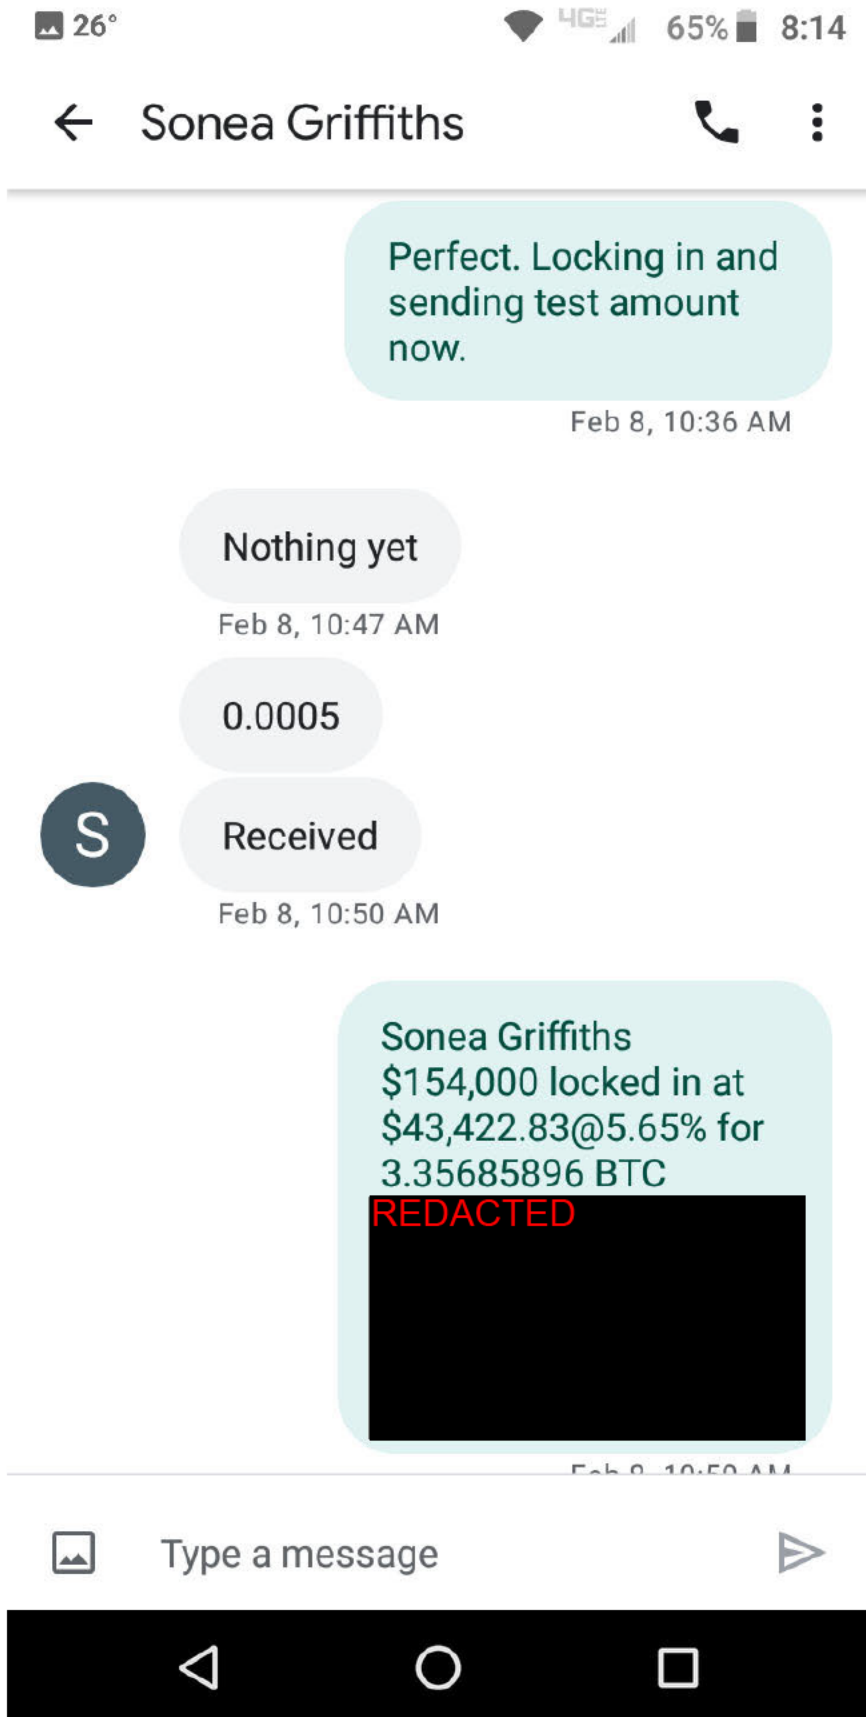 26° 4GE 65% 8:14
Sonea Griffiths
Perfect. Locking in and
sending test amount
now.
Feb 8, 10:36 AM
Nothing yet
Feb 8, 10:47 AM
0.0005
S
Received
Feb 8, 10:50 AM
Sonea Griffiths
$154,000 locked in at
$43,422.83@5.65% for
3.35685896 BTC
REDACTED
Type a message